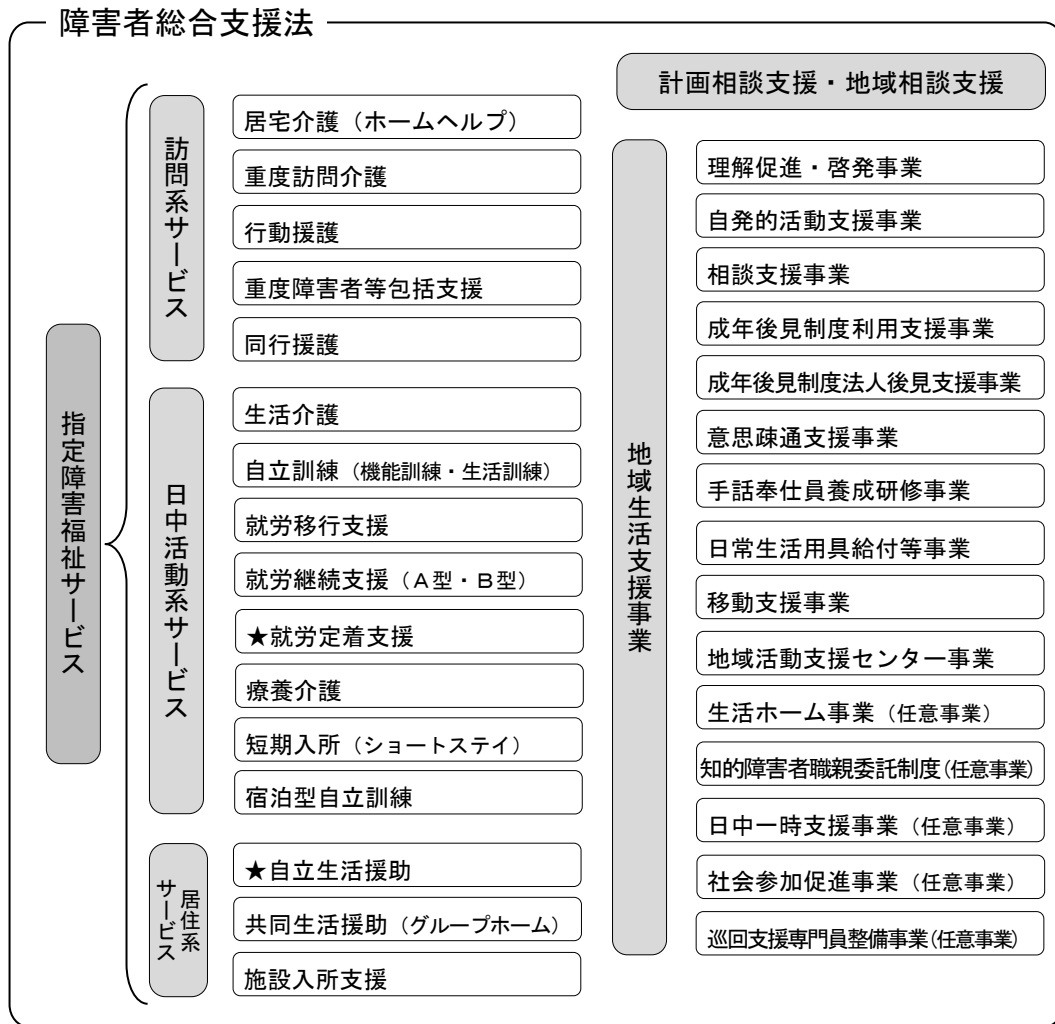 障害者総合支援法
指定障害福祉サービス
訪問系サービス
居宅介護（ホームヘルプ）
重度訪問介護
行動援護
重度障害者等包括支援
同行援護
日中活動系サービス
生活介護
自立訓練（機能訓練・生活訓練）
就労移行支援
就労継続支援（Ａ型・Ｂ型）
★就労定着支援
療養介護
短期入所（ショートステイ）
宿泊型自立訓練
居住系
サービス
★自立生活援助
共同生活援助（グループホーム）
施設入所支援
計画相談支援・地域相談支援
地域生活支援事業
理解促進・啓発事業
自発的活動支援事業
相談支援事業
成年後見制度利用支援事業
成年後見制度法人後見支援事業
意思疎通支援事業
手話奉仕員養成研修事業
日常生活用具給付等事業
移動支援事業
地域活動支援センター事業
生活ホーム事業（任意事業）
知的障害者職親委託制度(任意事業)
日中一時支援事業（任意事業）
社会参加促進事業（任意事業）
巡回支援専門員整備事業(任意事業)